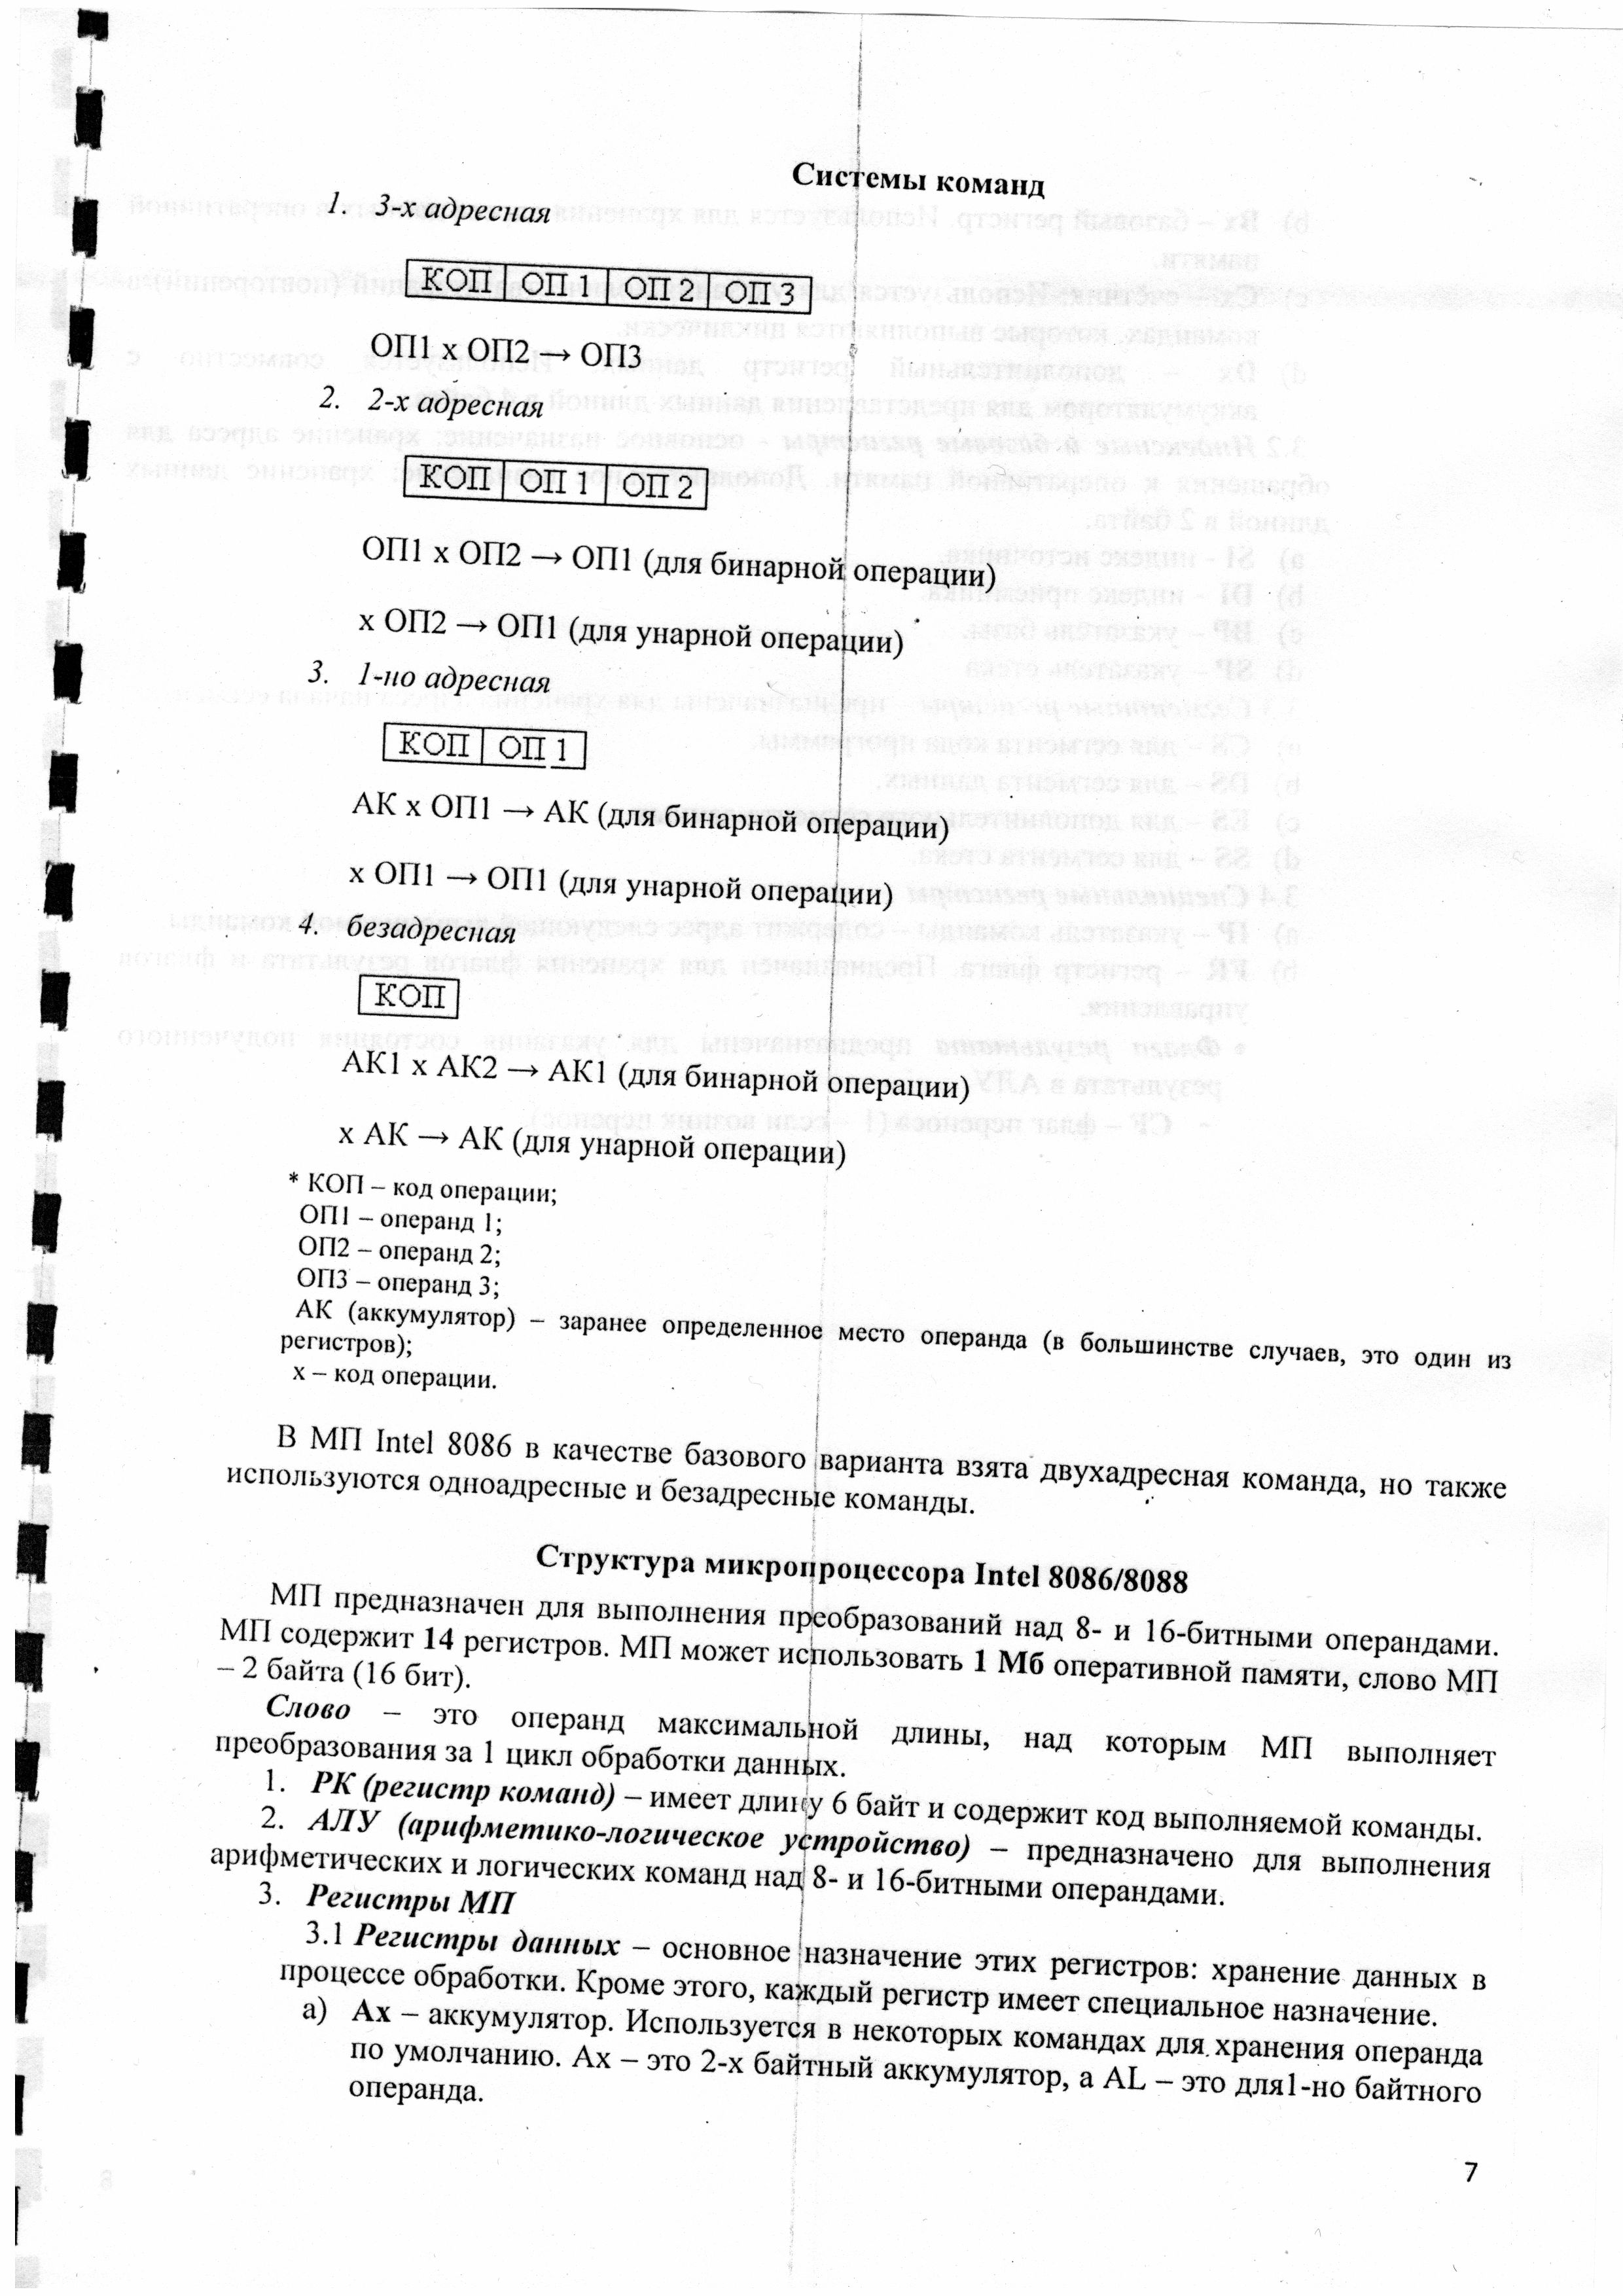 Системы команд
1. 3-х адресная
КОП ОП 1 ОП 2 ОП 3
ОП1 х ОП2 → ОП3
2. 2-х адресная
КОП ОП 1 ОП 2
ОП1 х ОП2 → ОП1 (для бинарной операции)
х ОП2 → ОП1 (для унарной операции)
3. 1-но адресная
КОП ОП 1
АК х ОП1 → АК (для бинарной операции)
х ОП1 → ОП1 (для унарной операции)
4. безадресная
КОП
АК1 х АК2 → АК1 (для бинарной операции)
х АК → АК (для унарной операции)
* КОП – код операции;
ОП1 – операнд 1;
ОП2 – операнд 2;
ОП3 – операнд 3;
АК (аккумулятор) – заранее определенное место операнда (в большинстве случаев, это один из
регистров);
х – код операции.
В МП Intel 8086 в качестве базового варианта взята двухадресная команда, но также
используются одноадресные и безадресные команды.
Структура микропроцессора Intel 8086/8088
МП предназначен для выполнения преобразований над 8- и 16-битными операндами.
МП содержит 14 регистров. МП может использовать 1 Мб оперативной памяти, слово МП
– 2 байта (16 бит).
Слово – это операнд максимальной длины, над которым МП выполняет
преобразования за 1 цикл обработки данных.
1. РК (регистр команд) – имеет длину 6 байт и содержит код выполняемой команды.
2. АЛУ (арифметико-логическое устройство) – предназначено для выполнения
арифметических и логических команд над 8- и 16-битными операндами.
3. Регистры МП
3.1 Регистры данных – основное назначение этих регистров: хранение данных в
процессе обработки. Кроме этого, каждый регистр имеет специальное назначение.
a) Ax – аккумулятор. Используется в некоторых командах для хранения операнда
по умолчанию. Ax – это 2-х байтный аккумулятор, а AL – это для1-но байтного
операнда.
7